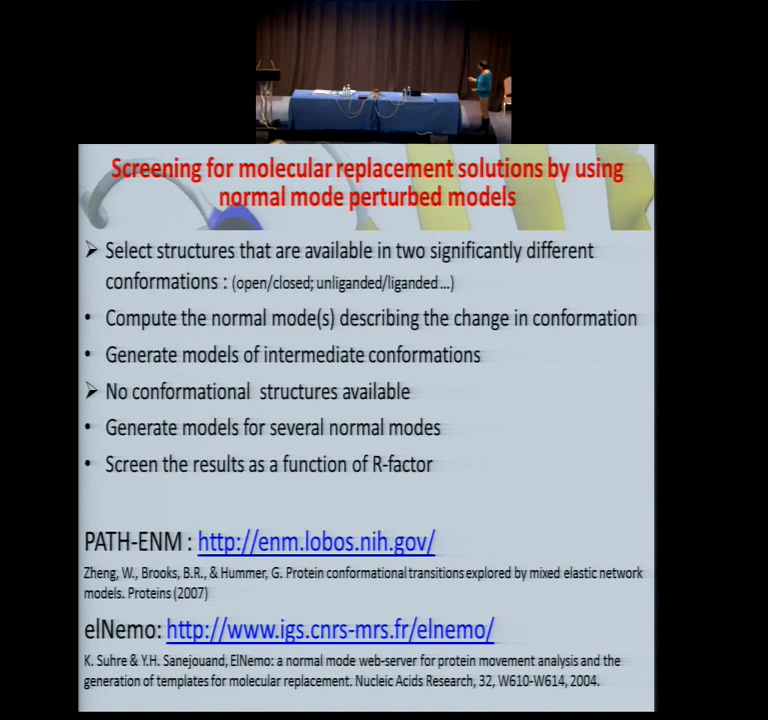 Screening for molecular replacement solutions by using
normal mode perturbed models
➢ Select structures that are available in two significantly different
conformations : (open/closed; unliganded/liganded ...)
• Compute the normal mode(s) describing the change in conformation
• Generate models of intermediate conformations
➢ No conformational structures available
• Generate models for several normal modes
• Screen the results as a function of R-factor
PATH-ENM : http://enm.lobos.nih.gov/
Zheng, W., Brooks, B.R., & Hummer, G. Protein conformational transitions explored by mixed elastic network
models. Proteins (2007)
elNemo: http://www.igs.cnrs-mrs.fr/elnemo/
K. Suhre & Y.H. Sanejouand, ElNemo: a normal mode web-server for protein movement analysis and the
generation of templates for molecular replacement. Nucleic Acids Research, 32, W610-W614, 2004.